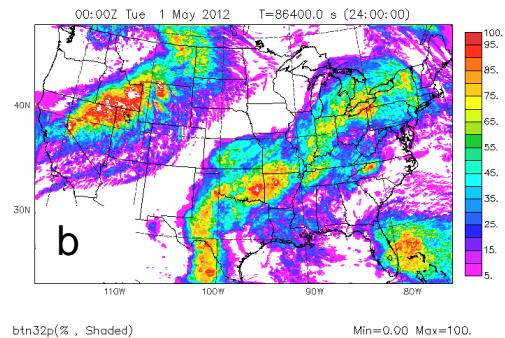 00:00Z Tue 1 May 2012 T=86400.0 s (24:00:00)
100.
95.
85.
75.
65.
55.
45.
35.
25.
15.
5.
40N
30N
b
110W 100W 90W 80W
btn32p(% , Shaded) Min=0.00 Max=100.